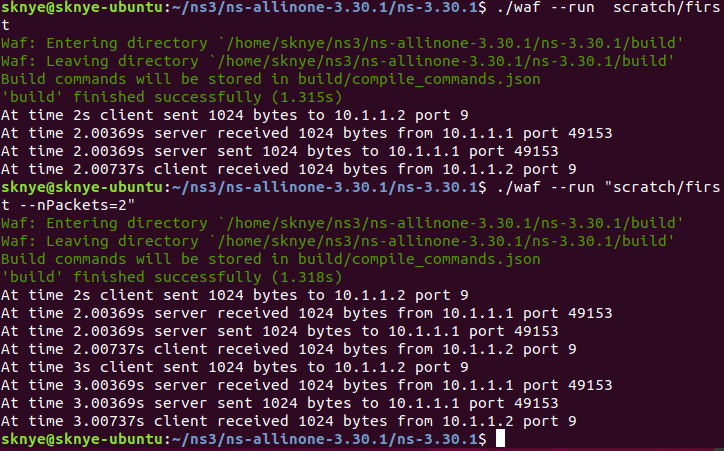 sknye@sknye-ubuntu:~/ns3/ns-allinone-3.30.1/ns-3.30.1$ ./waf --run  scratch/firs
t
Waf: Entering directory `/home/sknye/ns3/ns-allinone-3.30.1/ns-3.30.1/build'
Waf: Leaving directory `/home/sknye/ns3/ns-allinone-3.30.1/ns-3.30.1/build'
Build commands will be stored in build/compile_commands.json
'build' finished successfully (1.315s)
At time 2s client sent 1024 bytes to 10.1.1.2 port 9
At time 2.00369s server received 1024 bytes from 10.1.1.1 port 49153
At time 2.00369s server sent 1024 bytes to 10.1.1.1 port 49153
At time 2.00737s client received 1024 bytes from 10.1.1.2 port 9
sknye@sknye-ubuntu:~/ns3/ns-allinone-3.30.1/ns-3.30.1$ ./waf --run "scratch/firs
t --nPackets=2"
Waf: Entering directory `/home/sknye/ns3/ns-allinone-3.30.1/ns-3.30.1/build'
Waf: Leaving directory `/home/sknye/ns3/ns-allinone-3.30.1/ns-3.30.1/build'
Build commands will be stored in build/compile_commands.json
'build' finished successfully (1.318s)
At time 2s client sent 1024 bytes to 10.1.1.2 port 9
At time 2.00369s server received 1024 bytes from 10.1.1.1 port 49153
At time 2.00369s server sent 1024 bytes to 10.1.1.1 port 49153
At time 2.00737s client received 1024 bytes from 10.1.1.2 port 9
At time 3s client sent 1024 bytes to 10.1.1.2 port 9
At time 3.00369s server received 1024 bytes from 10.1.1.1 port 49153
At time 3.00369s server sent 1024 bytes to 10.1.1.1 port 49153
At time 3.00737s client received 1024 bytes from 10.1.1.2 port 9
sknye@sknye-ubuntu:~/ns3/ns-allinone-3.30.1/ns-3.30.1$